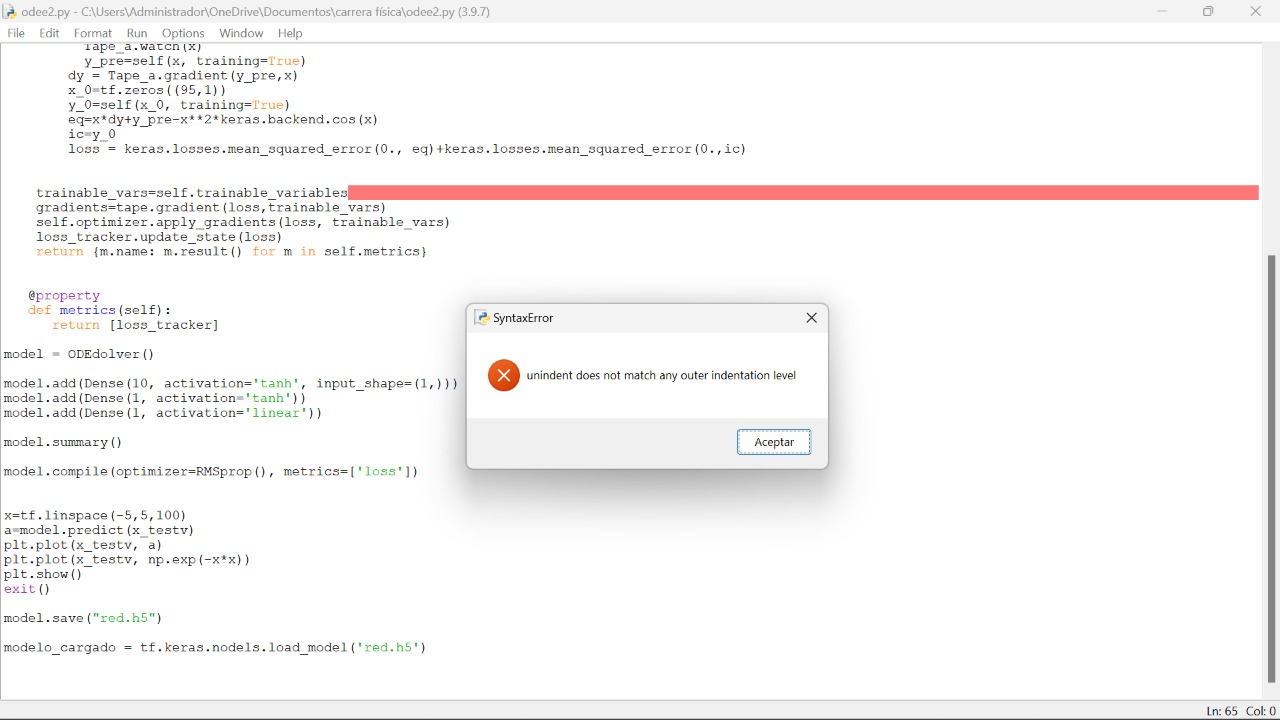 odee2.py - C:\Users\Administrador\OneDrive\Documentos\carrera física\odee2.py (3.9.7)
File Edit Format Run Options Window Help
Tape_a.watch(x)
y_pre=self(x, training=True)
dy = Tape_a.gradient(y_pre,x)
x_0=tf.zeros((95,1))
y_0=self(x_0, training=True)
eq=x*dy+y_pre-x**2*keras.backend.cos(x)
ic=y_0
loss = keras.losses.mean_squared_error(0., eq)+keras.losses.mean_squared_error(0.,ic)
trainable_vars=self.trainable_variables
gradients=tape.gradient(loss,trainable_vars)
self.optimizer.apply_gradients(loss, trainable_vars)
loss_tracker.update_state(loss)
return {m.name: m.result() for m in self.metrics}
@property
def metrics(self):
return [loss_tracker]
model = ODEdolver()
model.add(Dense(10, activation='tanh', input_shape=(1,)))
model.add(Dense(1, activation='tanh'))
model.add(Dense(1, activation='linear'))
model.summary()
model.compile(optimizer=RMSprop(), metrics=['loss'])
x=tf.linspace(-5,5,100)
a=model.predict(x_testv)
plt.plot(x_testv, a)
plt.plot(x_testv, np.exp(-x*x))
plt.show()
exit()
model.save("red.h5")
modelo_cargado = tf.keras.nodels.load_model('red.h5')
SyntaxError
unindent does not match any outer indentation level
Aceptar
Ln: 65 Col: 0